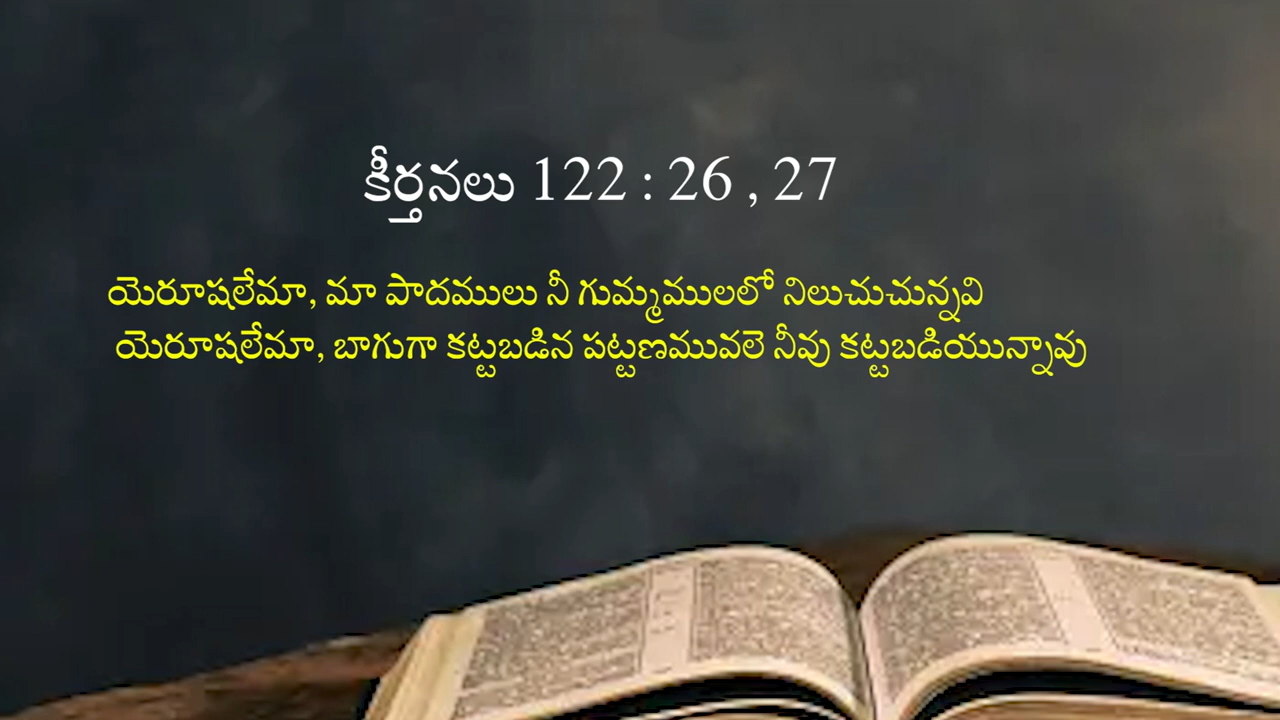 కీర్తనలు 122 : 26 , 27
యెరూషలేమా, మా పాదములు నీ గుమ్మములలో నిలుచుచున్నవి
యెరూషలేమా, బాగుగా కట్టబడిన పట్టణమువలె నీవు కట్టబడియున్నావు